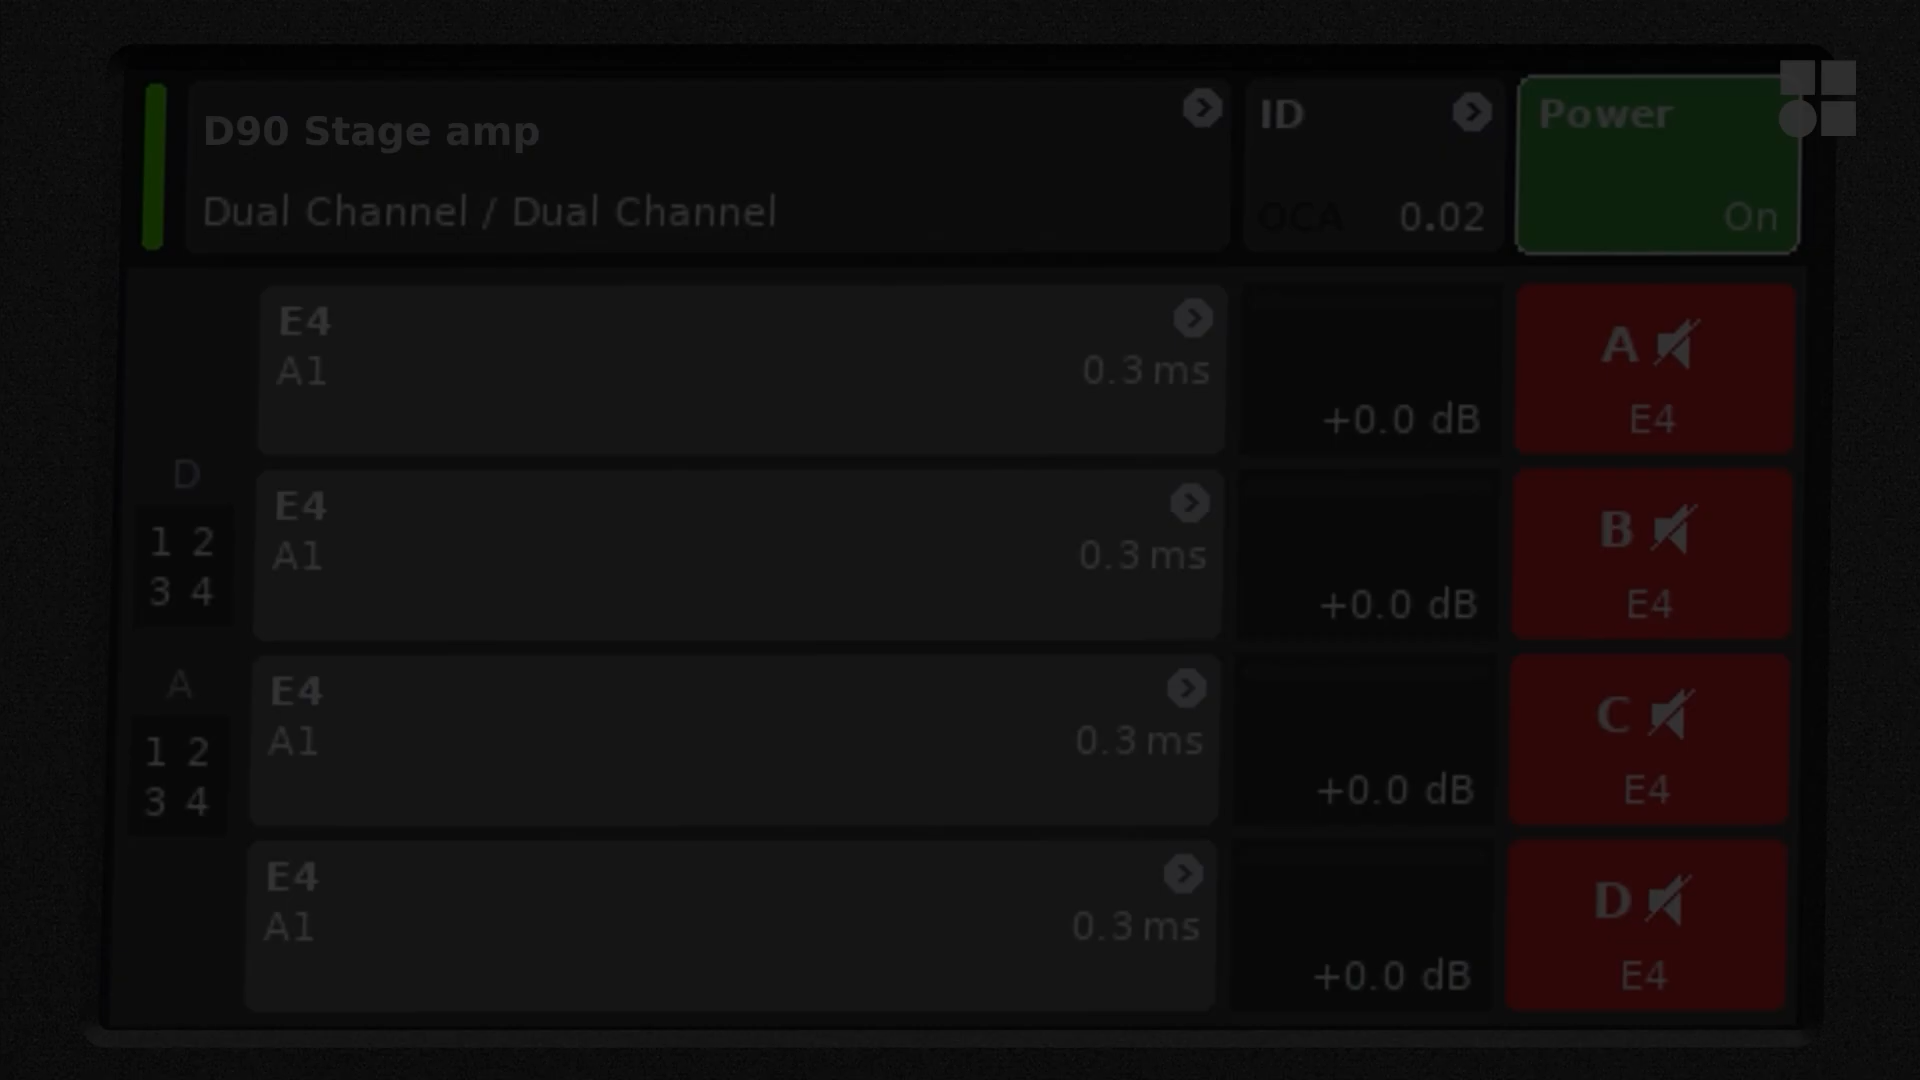 D90 Stage amp
Dual Channel / Dual Channel
ID
OCA 0.02
Power
On
E4
A1 0.3 ms
+0.0 dB
A
E4
D
1 2
3 4
E4
A1 0.3 ms
+0.0 dB
B
E4
A
1 2
3 4
E4
A1 0.3 ms
+0.0 dB
C
E4
E4
A1 0.3 ms
+0.0 dB
D
E4